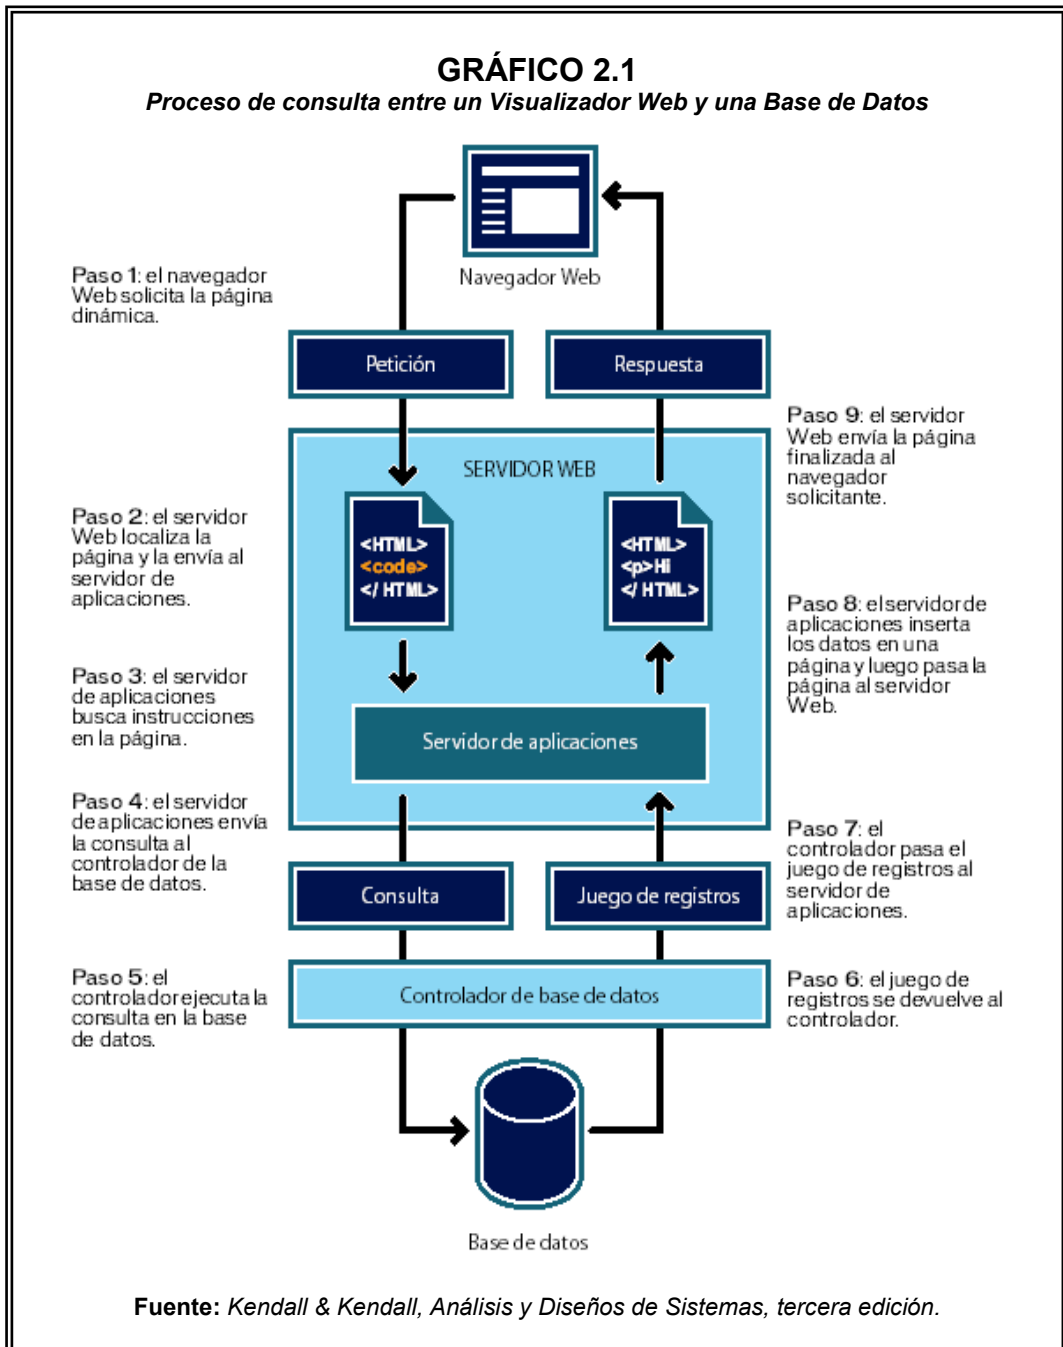 GRÁFICO 2.1
Proceso de consulta entre un Visualizador Web y una Base de Datos
Navegador Web
Paso 1: el navegador
Web solicita la página
dinámica.
Petición
Respuesta
Paso 9: el servidor
Web envía la página
finalizada al
navegador
solicitante.
SERVIDOR WEB
Paso 2: el servidor
Web localiza la
página y la envía al
servidor de
aplicaciones.
<HTML>
<code>
</HTML>
<HTML>
<p>Hi
</HTML>
Paso 8: el servidor de
aplicaciones inserta
los datos en una
página y luego pasa la
página al servidor
Web.
Paso 3: el servidor
de aplicaciones
busca instrucciones
en la página.
Servidor de aplicaciones
Paso 4: el servidor
de aplicaciones envía
la consulta al
controlador de la
base de datos.
Paso 7: el
controlador pasa el
juego de registros al
servidor de
aplicaciones.
Consulta
Juego de registros
Paso 5: el
controlador ejecuta la
consulta en la base
de datos.
Controlador de base de datos
Paso 6: el juego de
registros se devuelve al
controlador.
Base de datos
Fuente: Kendall & Kendall, Análisis y Diseños de Sistemas, tercera edición.